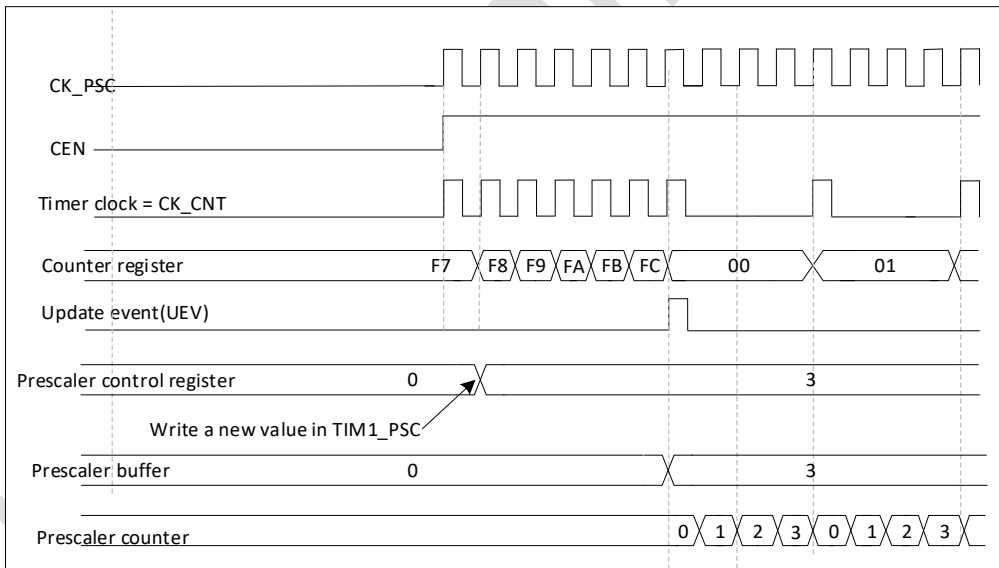 CK_PSC
CEN
Timer clock = CK_CNT
Counter register F7 F8 F9 FA FB FC 00 01
Update event(UEV)
Prescaler control register 0 3
Write a new value in TIM1_PSC
Prescaler buffer 0 3
Prescaler counter 0 1 2 3 0 1 2 3